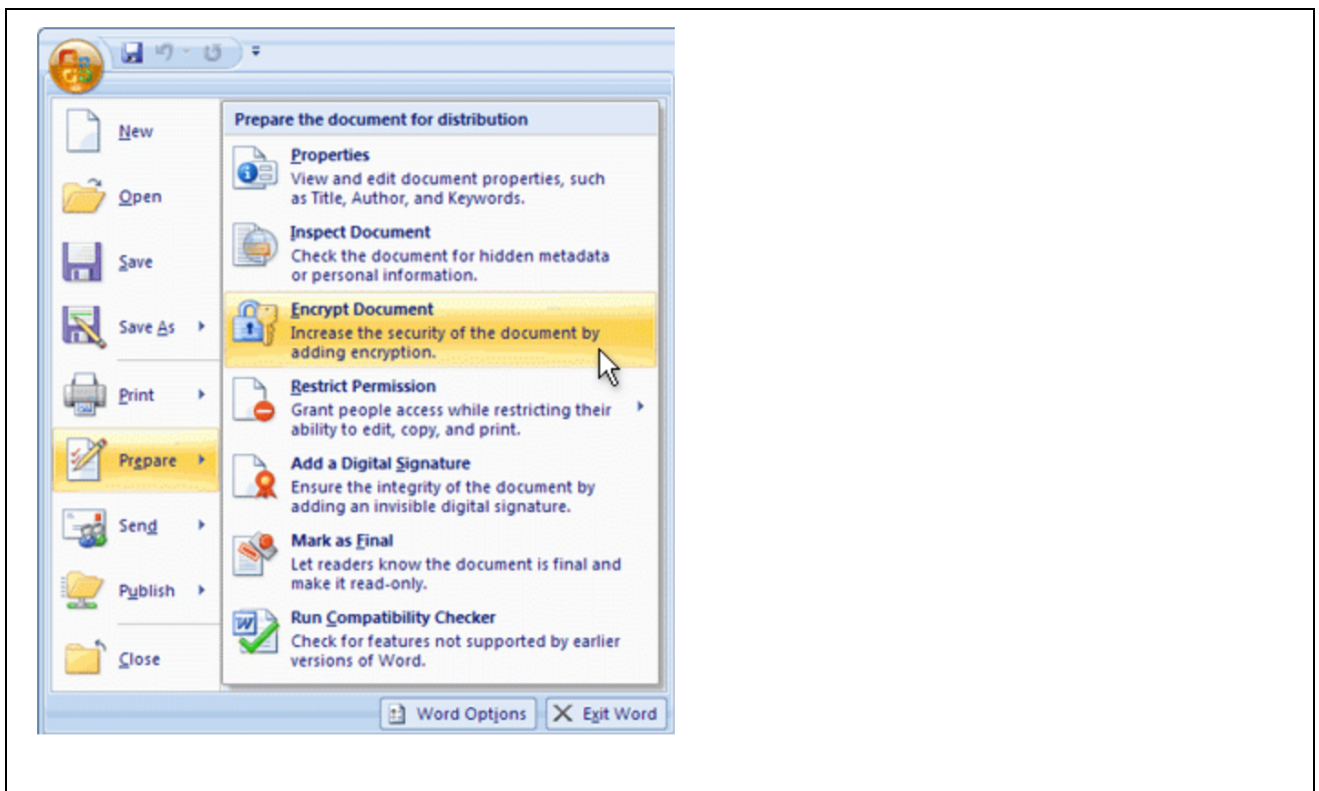 New
Open
Save
Save As
Print
Prepare
Send
Publish
Close
Prepare the document for distribution
Properties
View and edit document properties, such
as Title, Author, and Keywords.
Inspect Document
Check the document for hidden metadata
or personal information.
Encrypt Document
Increase the security of the document by
adding encryption.
Restrict Permission
Grant people access while restricting their
ability to edit, copy, and print.
Add a Digital Signature
Ensure the integrity of the document by
adding an invisible digital signature.
Mark as Final
Let readers know the document is final and
make it read-only.
Run Compatibility Checker
Check for features not supported by earlier
versions of Word.
Word Options
Exit Word